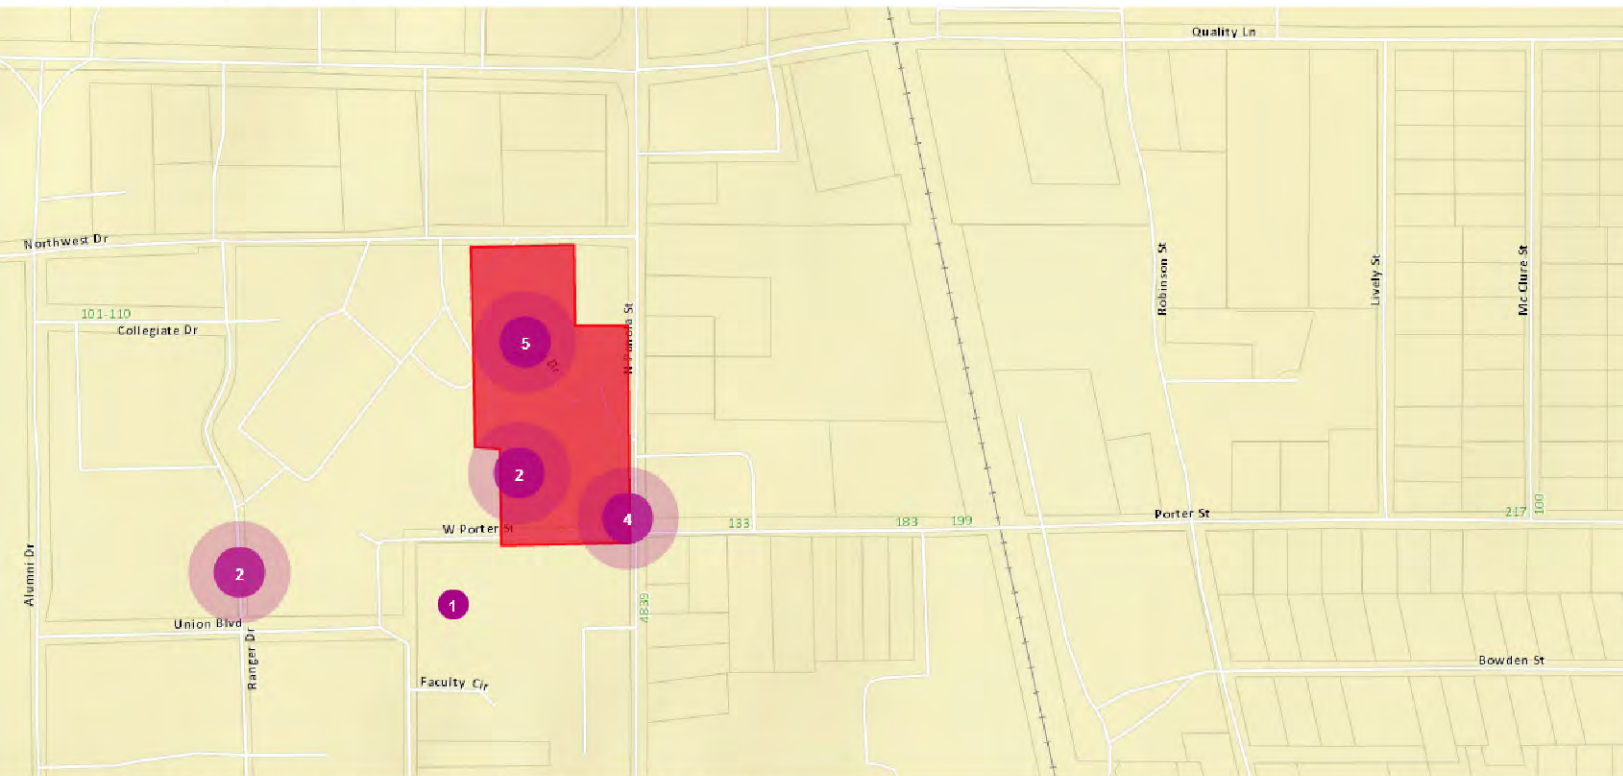 Quality Ln
Northwest Dr
Robinson St
Lively St
Mc Clure St
101-110
Collegiate Dr
5
Dr
2
4
W Porter St
133
183
199
Porter St
217
100
Alumni Dr
2
1
4839
Union Blvd
Ranger Dr
Faculty Cir
Bowden St